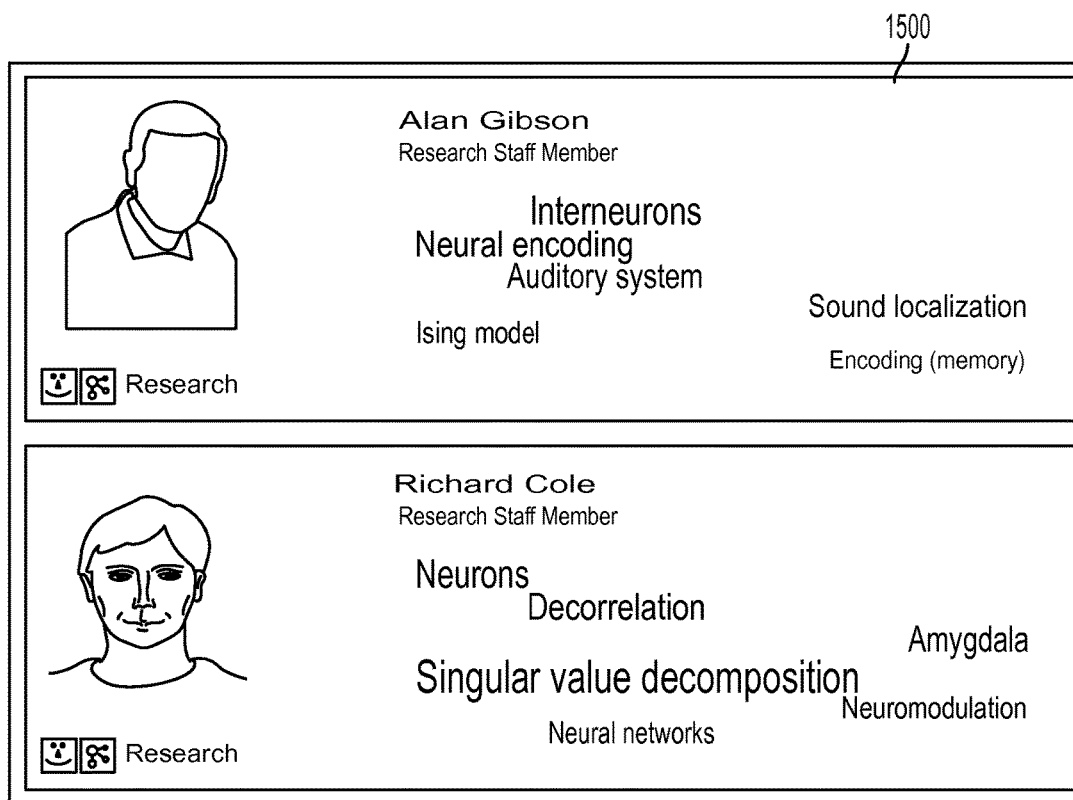 1500
Alan Gibson
Research Staff Member
Interneurons
Neural encoding
Auditory system
Sound localization
Ising model
Encoding (memory)
Research
Richard Cole
Research Staff Member
Neurons
Decorrelation
Amygdala
Singular value decomposition
Neuromodulation
Neural networks
Research